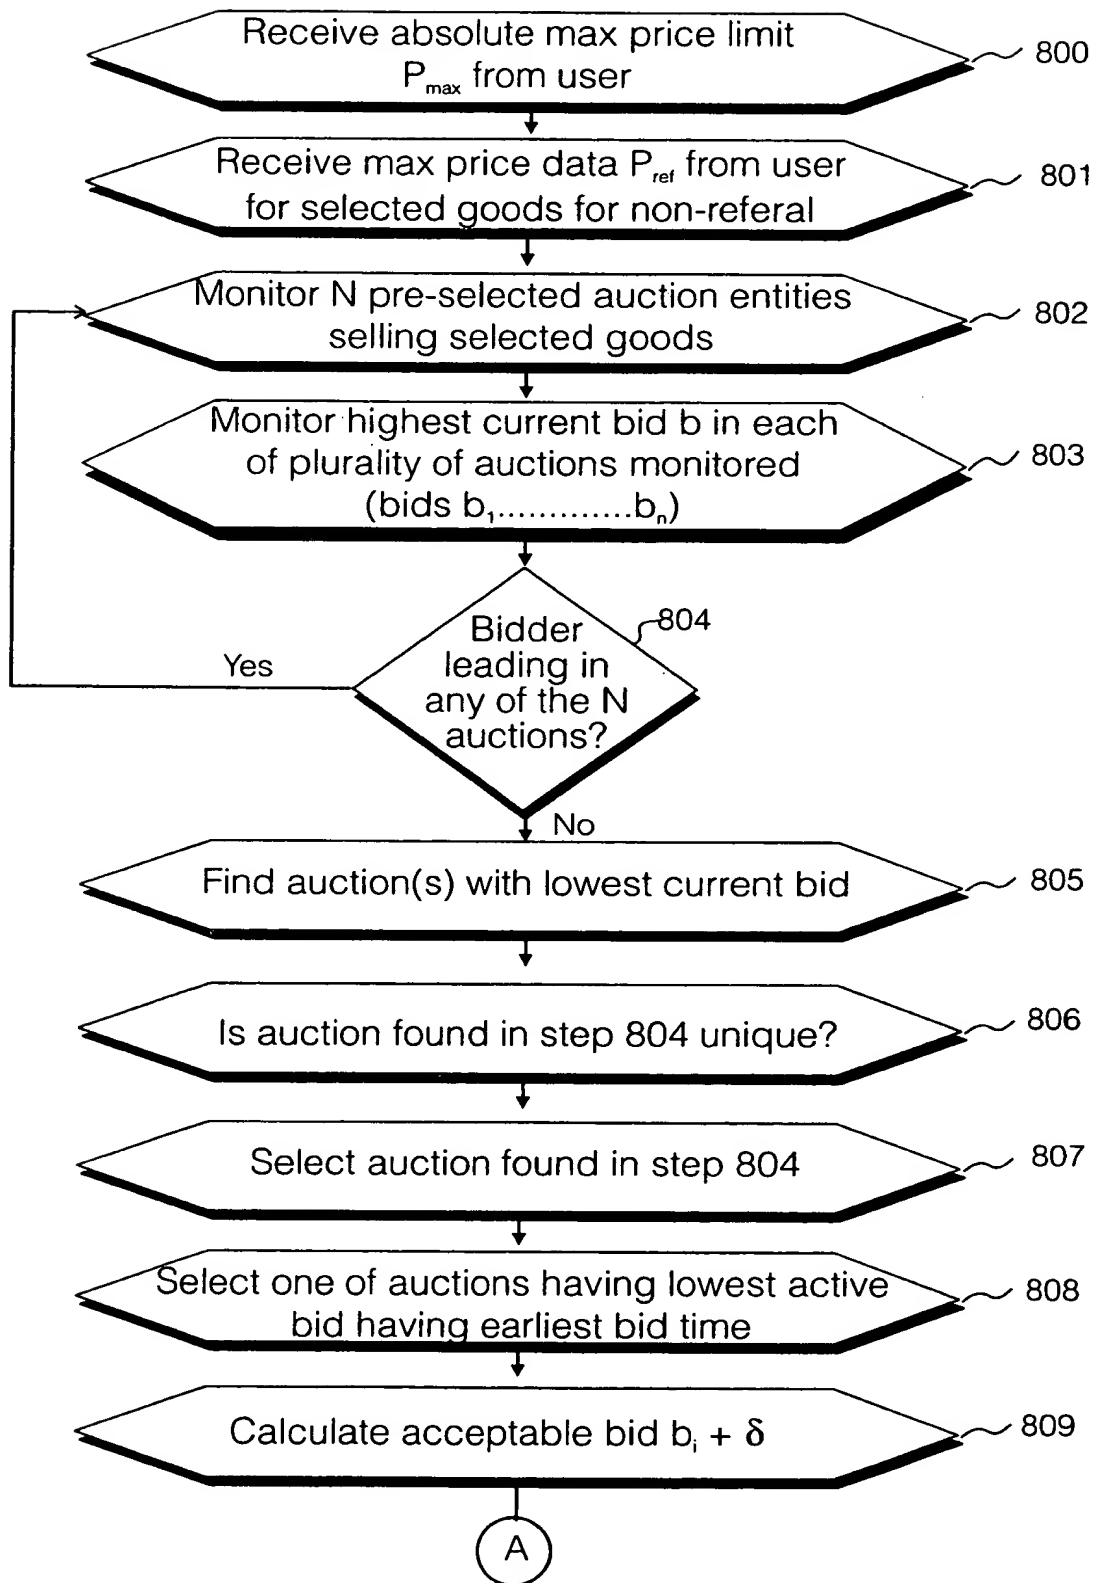 Receive absolute max price limit
Pmax from user
800
Receive max price data Pref from user
for selected goods for non-referal
801
Monitor N pre-selected auction entities
selling selected goods
802
Monitor highest current bid b in each
of plurality of auctions monitored
(bids b1.............bn)
803
Bidder
leading in
any of the N
auctions?
804
Yes
No
Find auction(s) with lowest current bid
805
Is auction found in step 804 unique?
806
Select auction found in step 804
807
Select one of auctions having lowest active
bid having earliest bid time
808
Calculate acceptable bid bi + δ
809
A